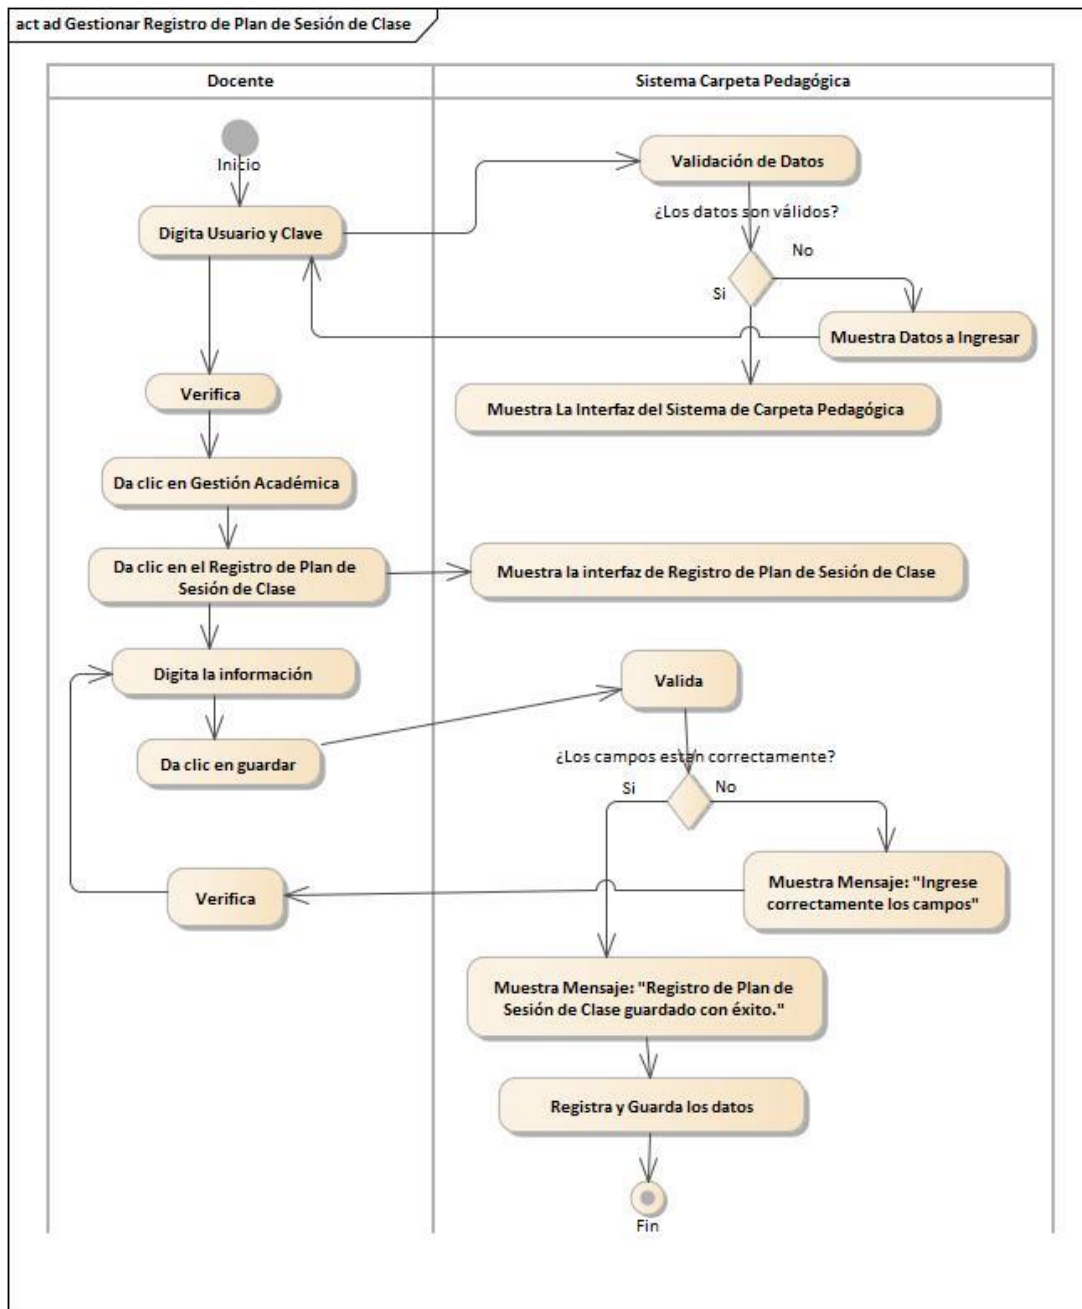 act ad Gestionar Registro de Plan de Sesión de Clase
Docente
Sistema Carpeta Pedagógica
Inicio
Validación de Datos
¿Los datos son válidos?
Digita Usuario y Clave
No
Si
Muestra Datos a Ingresar
Verifica
Muestra La Interfaz del Sistema de Carpeta Pedagógica
Da clic en Gestión Académica
Da clic en el Registro de Plan de
Sesión de Clase
Muestra la interfaz de Registro de Plan de Sesión de Clase
Digita la información
Valida
¿Los campos estan correctamente?
Da clic en guardar
Si
No
Verifica
Muestra Mensaje: "Ingrese
correctamente los campos"
Muestra Mensaje: "Registro de Plan de
Sesión de Clase guardado con éxito."
Registra y Guarda los datos
Fin